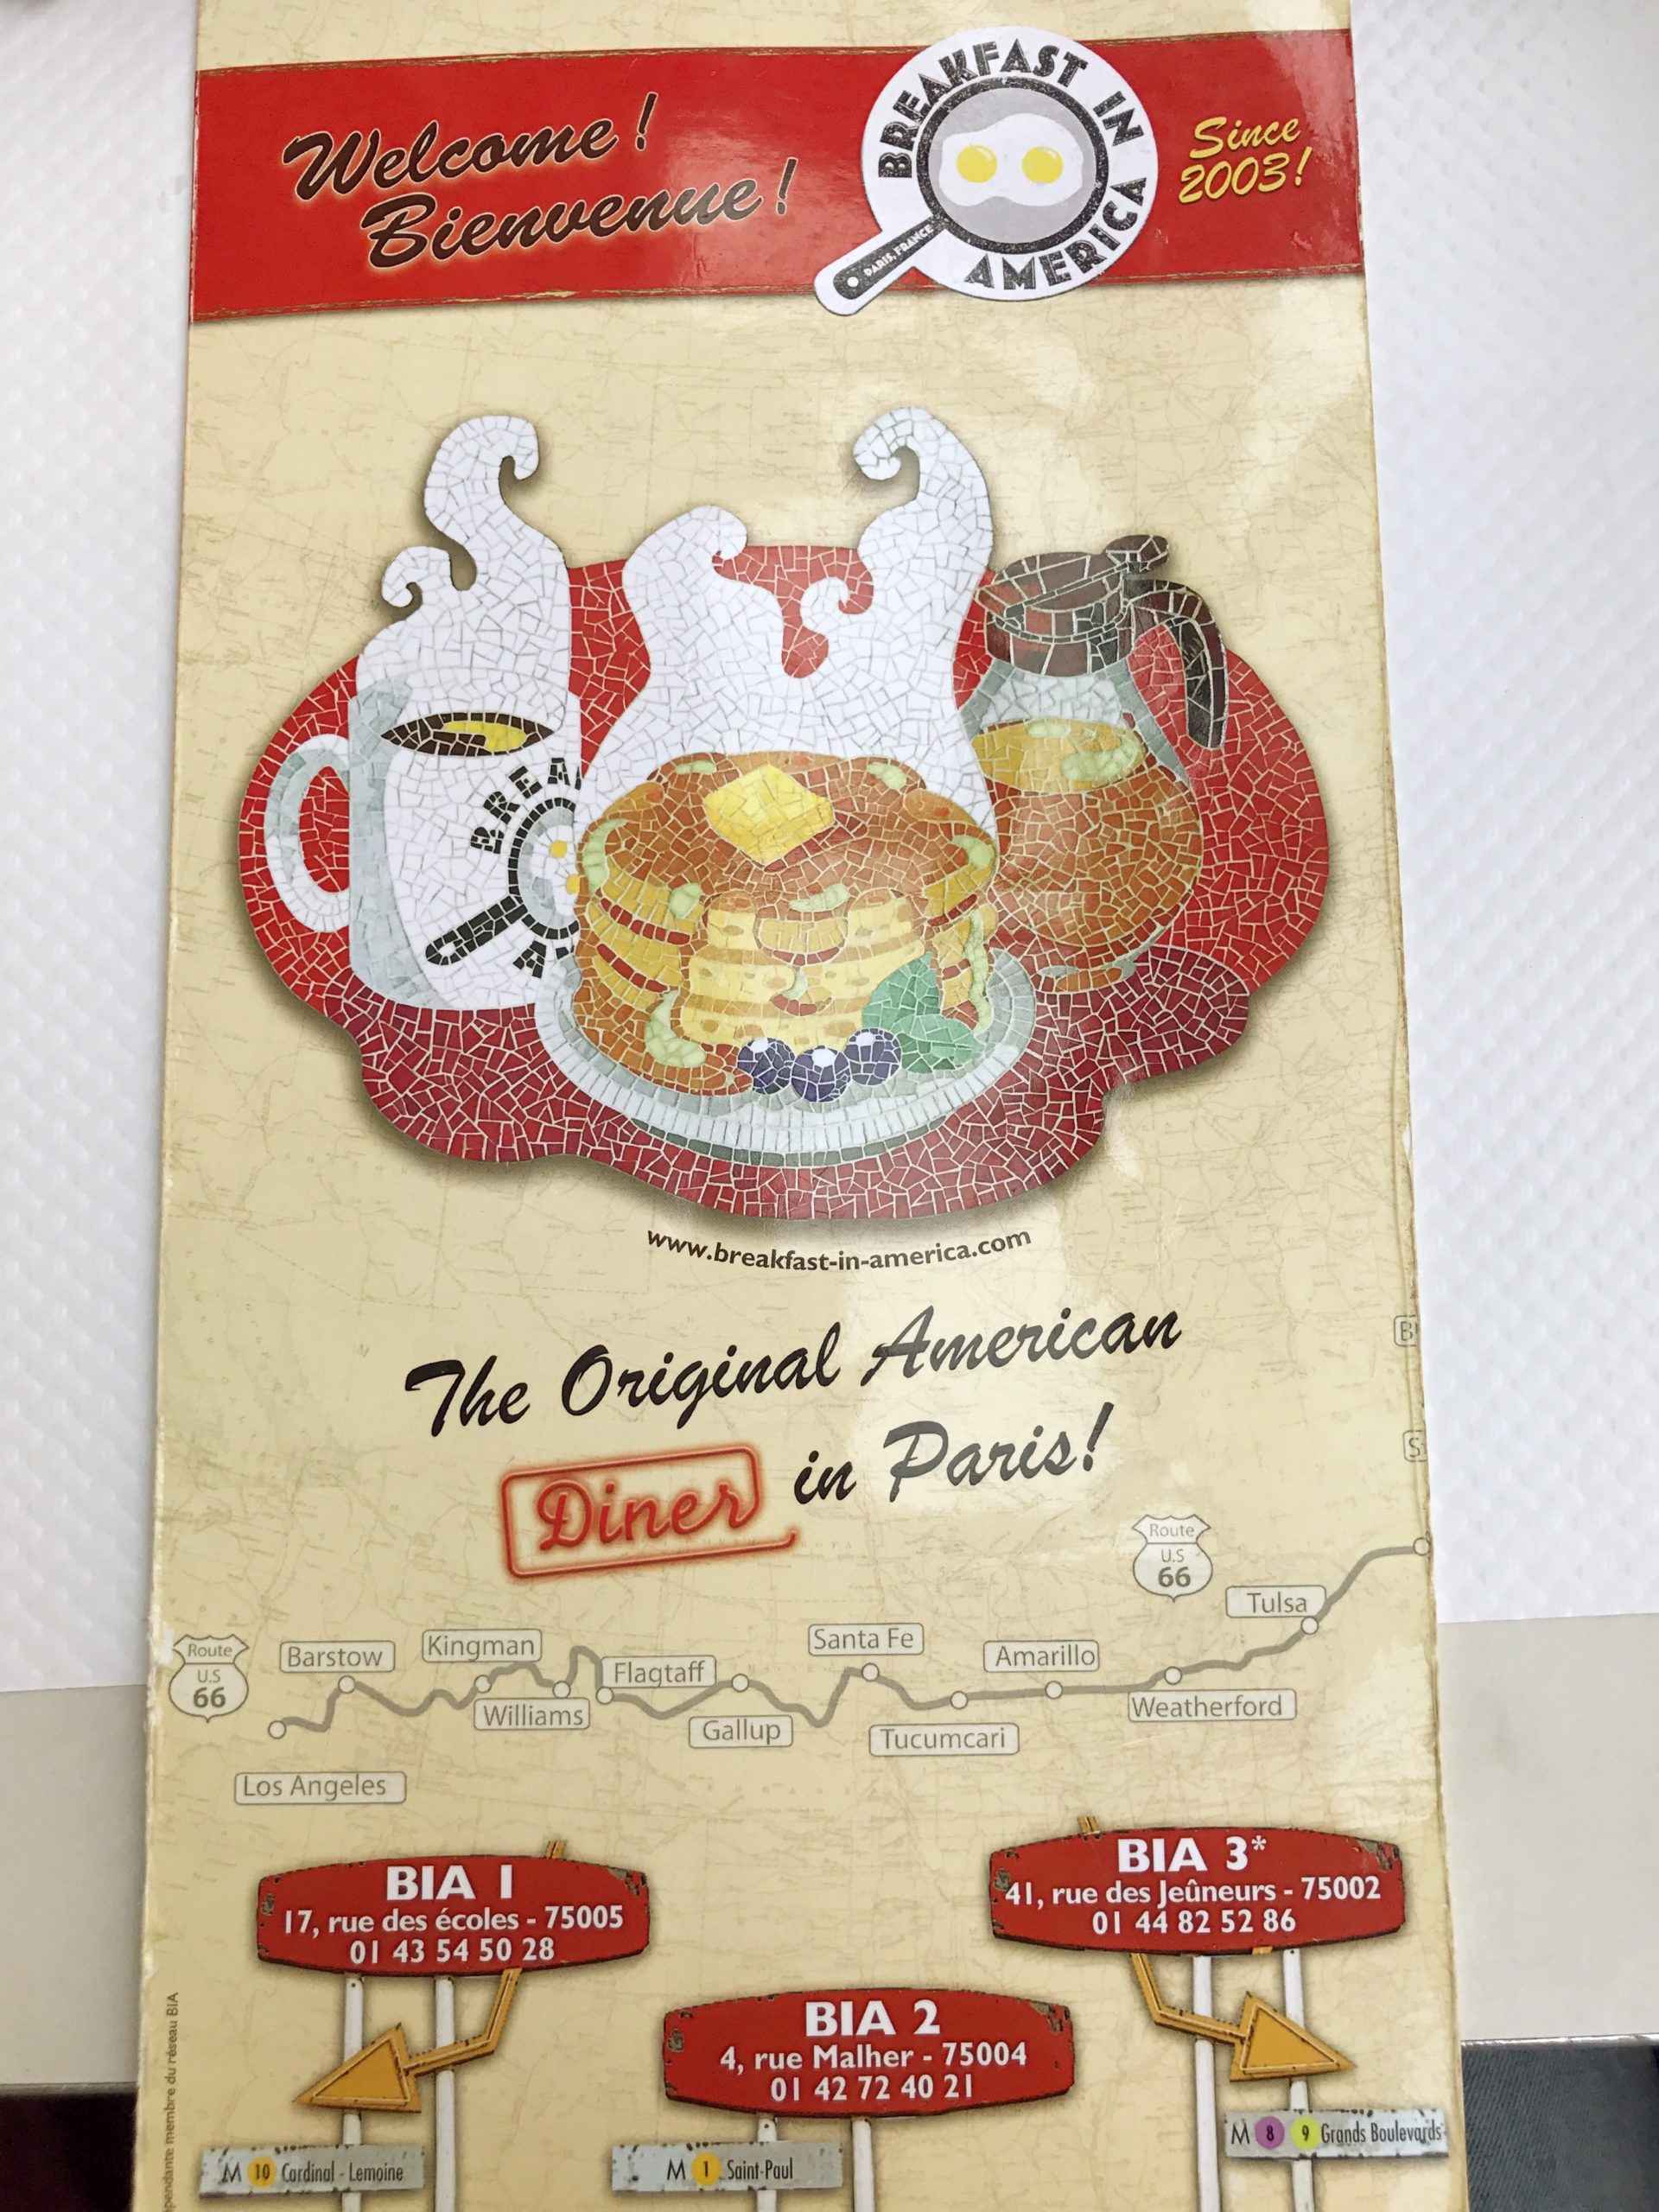 Welcome!
Bienvenue!
BREAKFAST IN
AMERICA
PARIS, FRANCE
Since
2003!
BREA
www.breakfast-in-america.com
The Original American
Diner in Paris!
Route
U.S
66
Tulsa
Route
U.S
66
Barstow
Kingman
Williams
Flagtaff
Gallup
Santa Fe
Tucumcari
Amarillo
Weatherford
Los Angeles
BIA 1
17, rue des écoles - 75005
01 43 54 50 28
BIA 3*
41, rue des Jeûneurs - 75002
01 44 82 52 86
BIA 2
4, rue Malher - 75004
01 42 72 40 21
M 10 Cardinal - Lemoine
M 1 Saint-Paul
M 8 9 Grands Boulevards
membre du réseau BIA